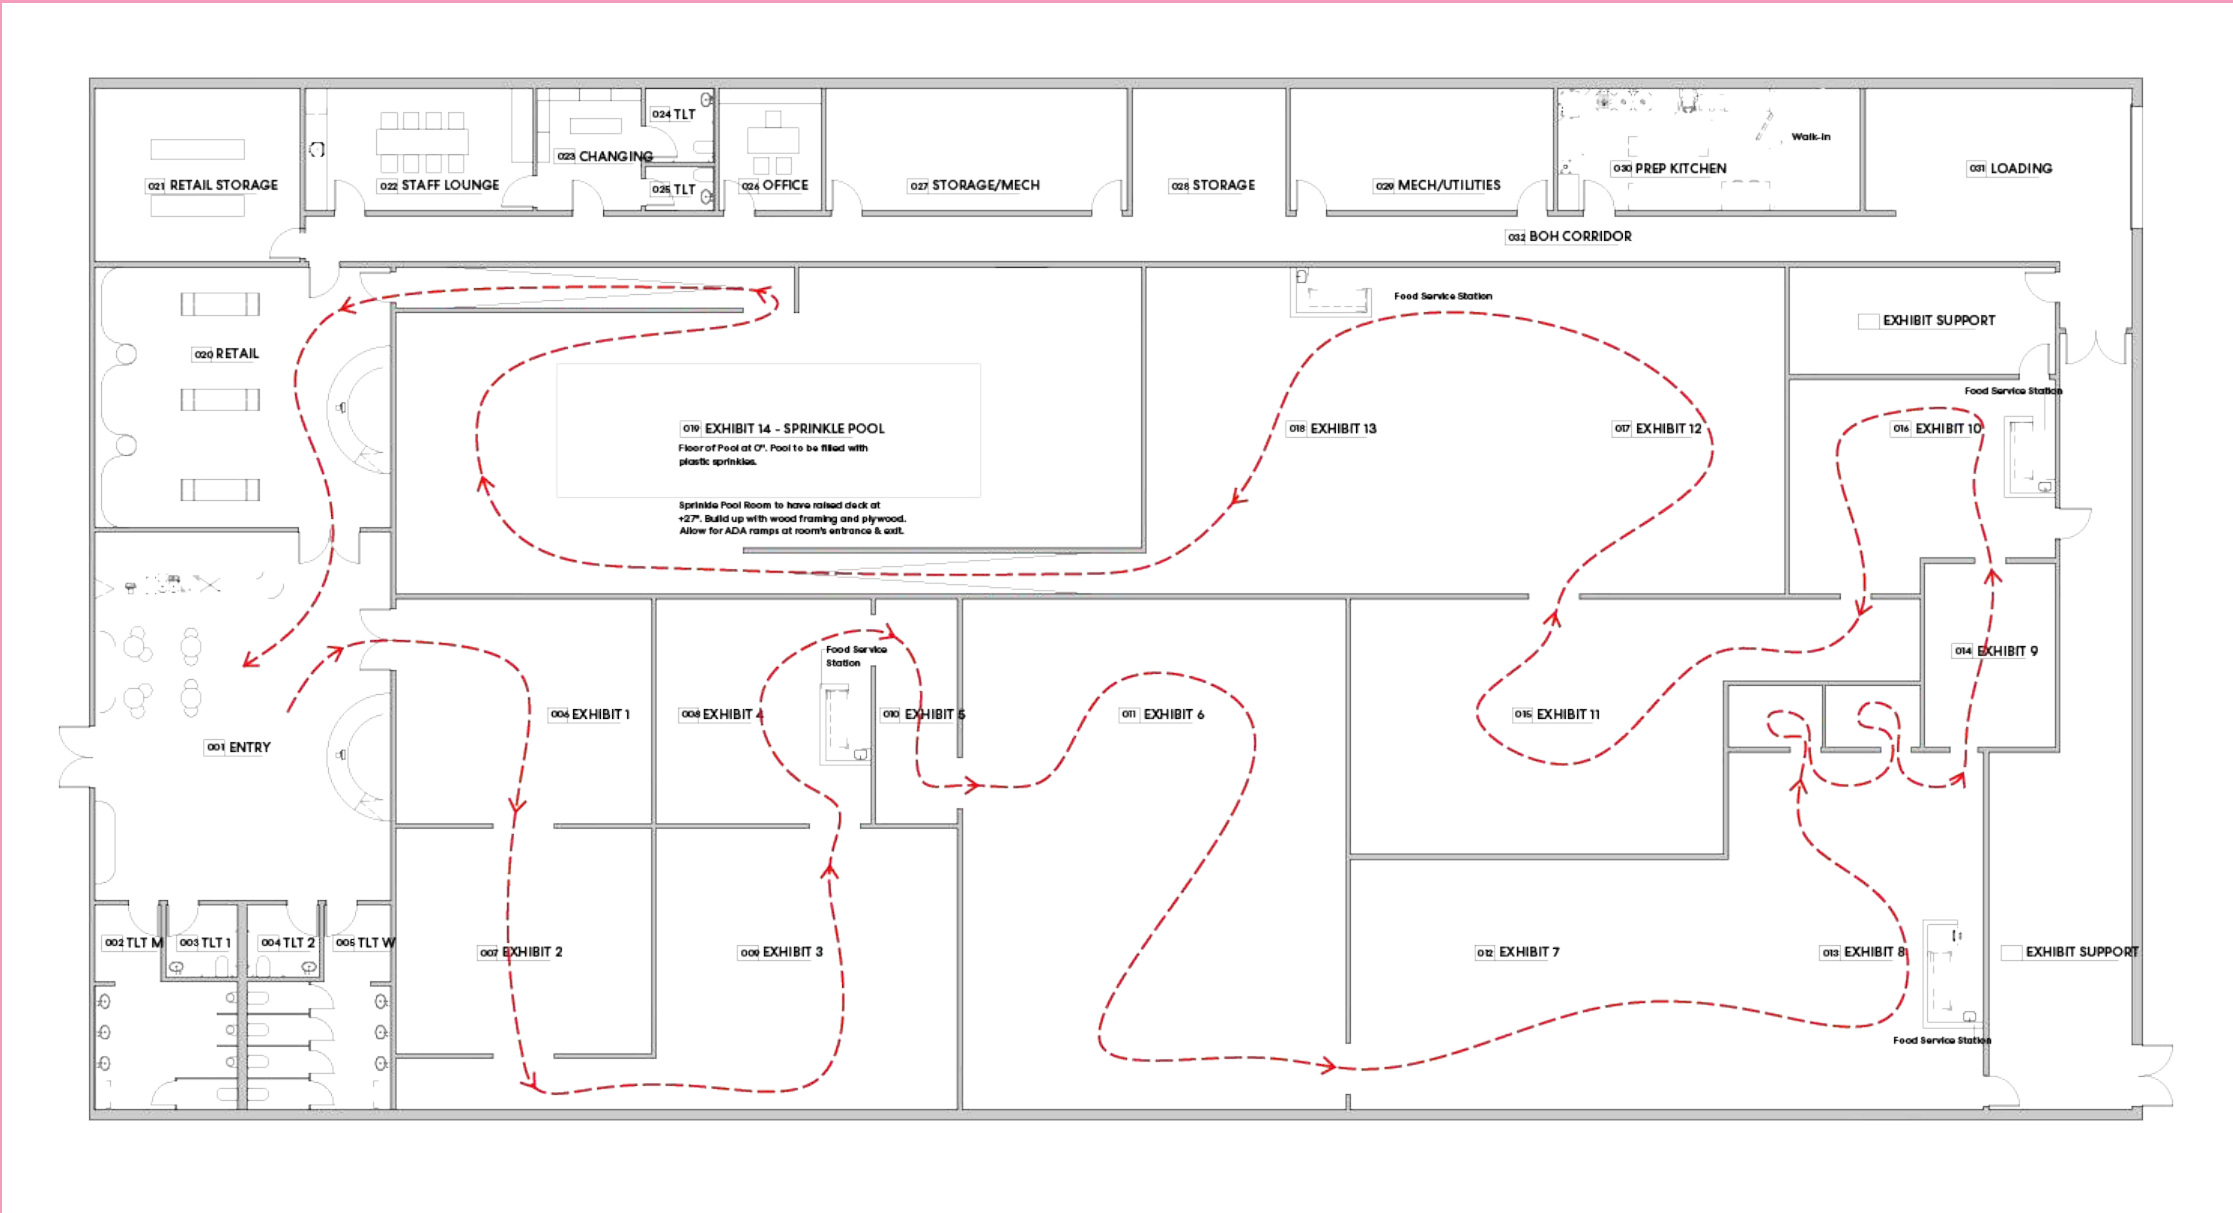 024 TLT
Walk-In
023 CHANGING
030 PREP KITCHEN
031 LOADING
021 RETAIL STORAGE
022 STAFF LOUNGE
025 TLT
026 OFFICE
027 STORAGE/MECH
028 STORAGE
029 MECH/UTILITIES
032 BOH CORRIDOR
Food Service Station
EXHIBIT SUPPORT
020 RETAIL
Food Service Station
019 EXHIBIT 14 - SPRINKLE POOL
Floor of Pool at 0". Pool to be filled with
plastic sprinkles.
018 EXHIBIT 13
017 EXHIBIT 12
016 EXHIBIT 10
Sprinkle Pool Room to have raised deck at
+27". Build up with wood framing and plywood.
Allow for ADA ramps at room's entrance & exit.
Food Service
Station
014 EXHIBIT 9
006 EXHIBIT 1
008 EXHIBIT 4
010 EXHIBIT 5
011 EXHIBIT 6
015 EXHIBIT 11
001 ENTRY
002 TLT M
003 TLT 1
004 TLT 2
005 TLT W
007 EXHIBIT 2
009 EXHIBIT 3
012 EXHIBIT 7
013 EXHIBIT 8
EXHIBIT SUPPORT
Food Service Station